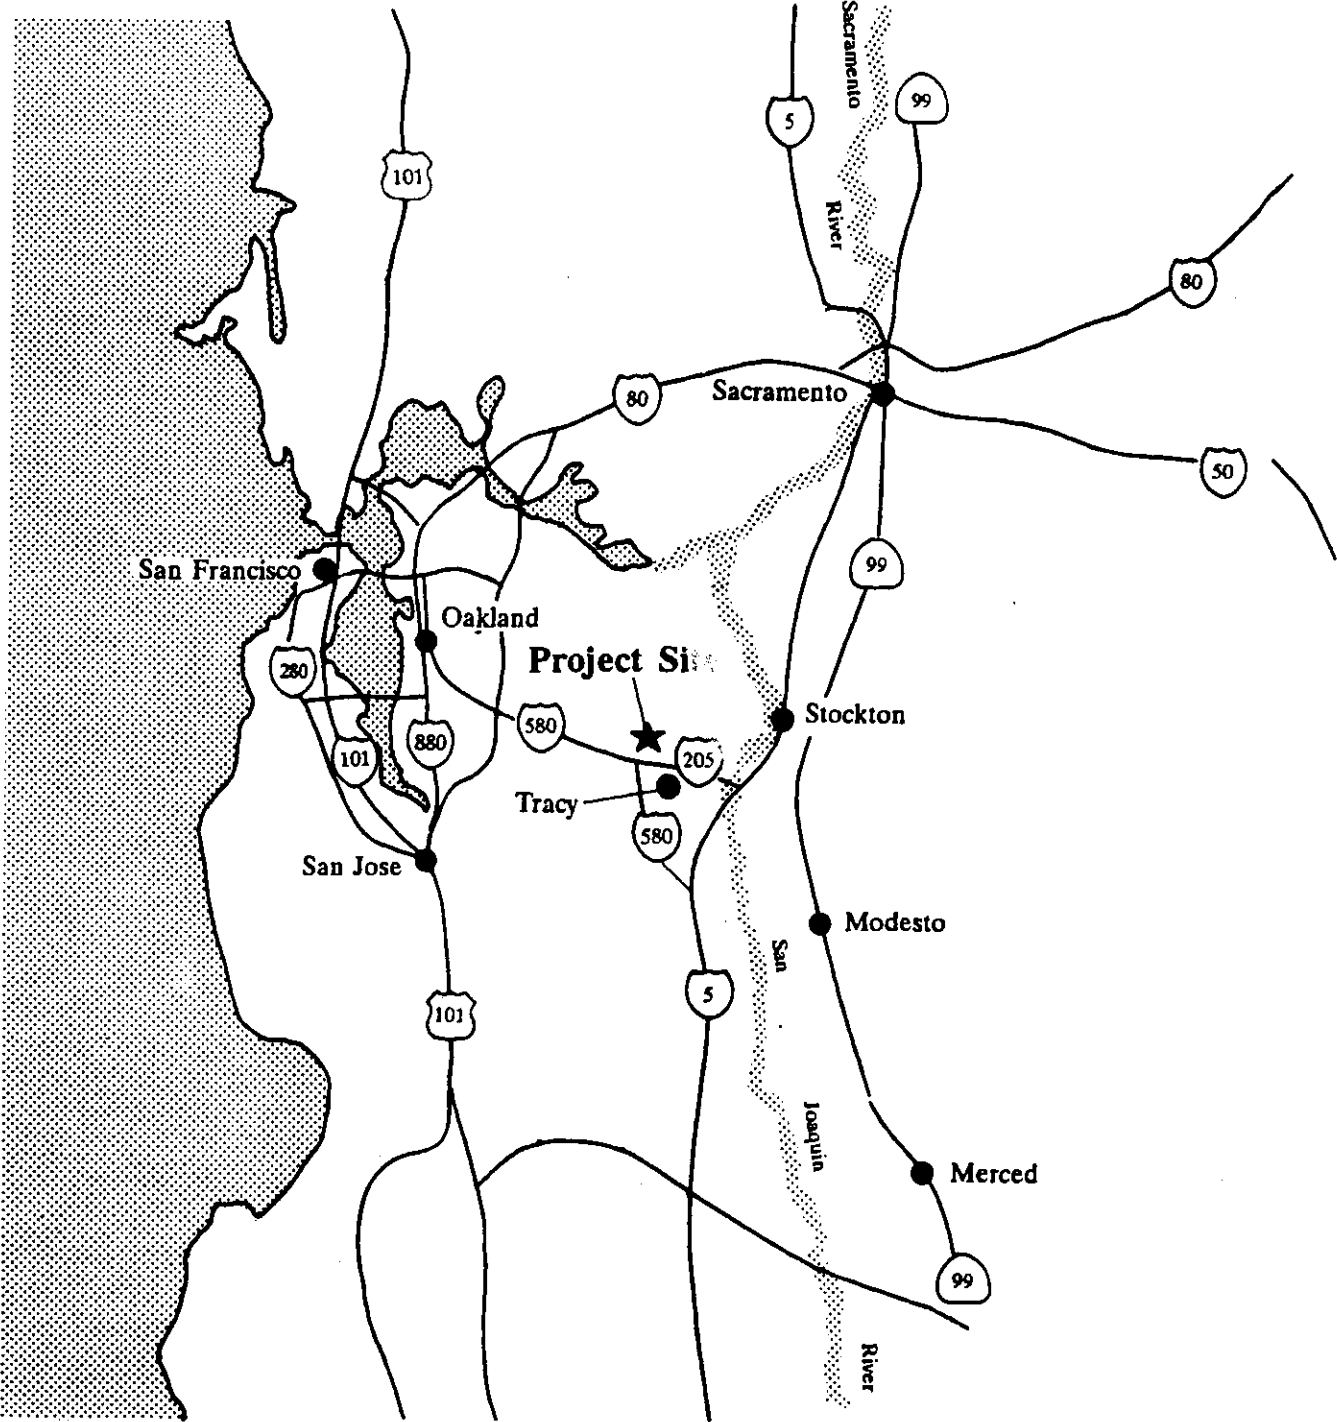 Sacramento
River
5
99
101
80
80
Sacramento
50
99
San Francisco
Oakland
Project Site
280
580
Stockton
880
101
205
Tracy
580
San Jose
Modesto
San
5
101
Joaquin
Merced
99
River